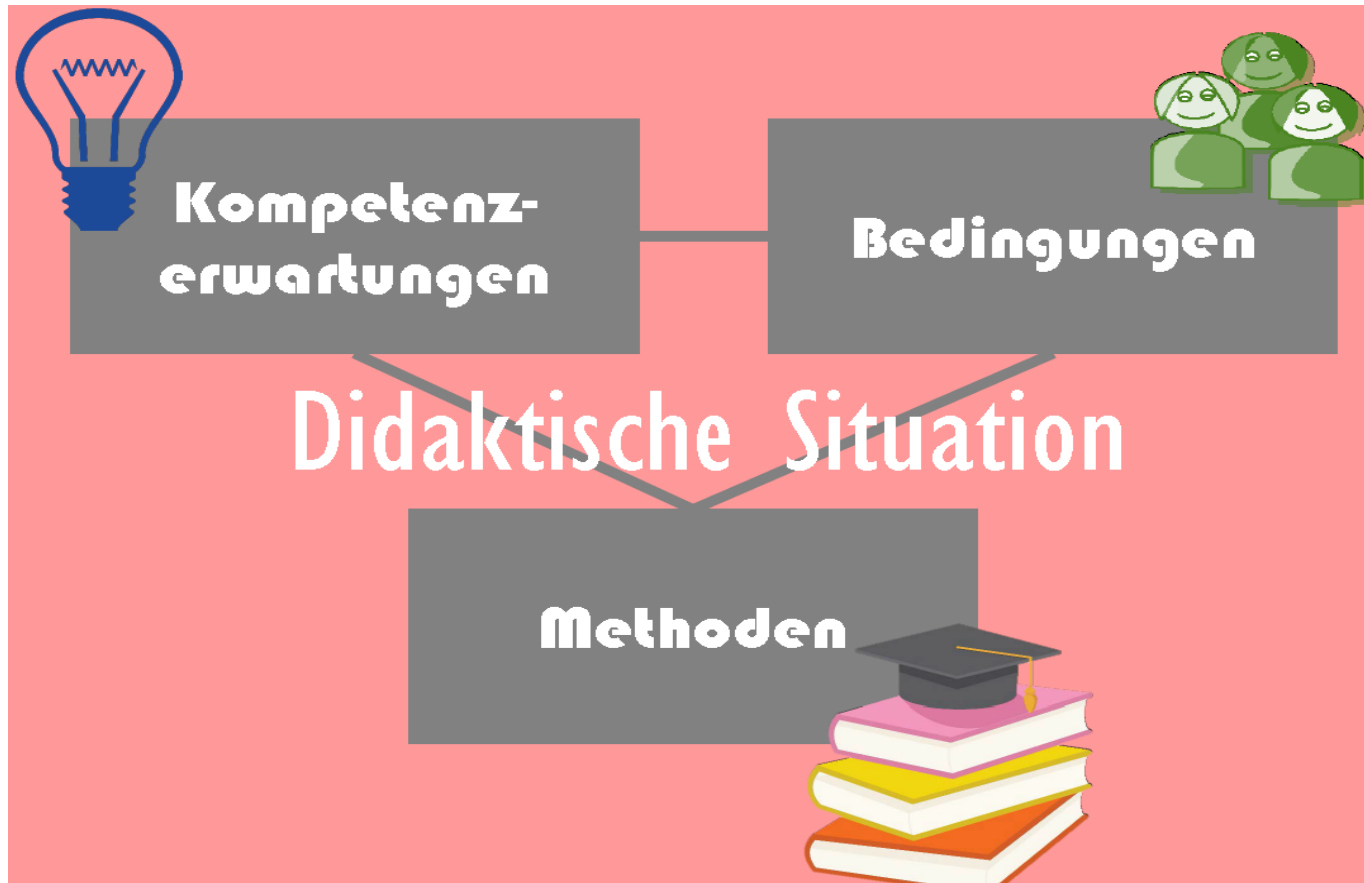 Kompetenz-
erwartungen
Bedingungen
Didaktische Situation
Methoden